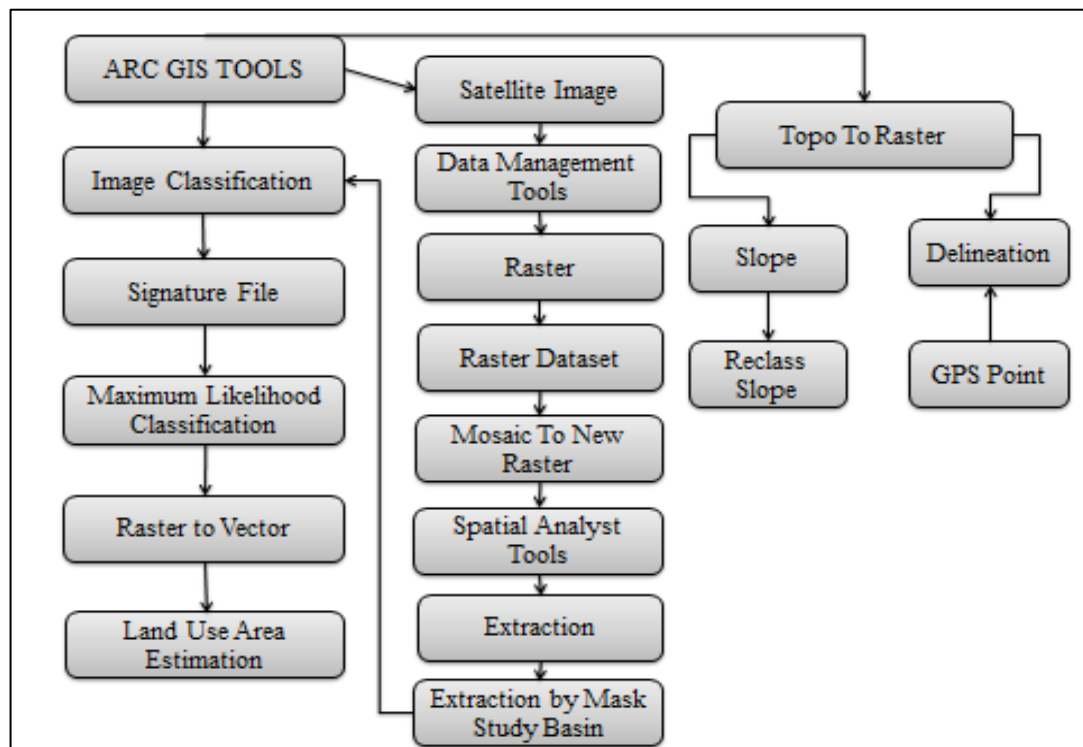 ARC GIS TOOLS
Image Classification
Signature File
Maximum Likelihood
Classification
Raster to Vector
Land Use Area
Estimation
Satellite Image
Data Management
Tools
Raster
Raster Dataset
Mosaic To New
Raster
Spatial Analyst
Tools
Extraction
Extraction by Mask
Study Basin
Topo To Raster
Slope
Reclass
Slope
Delineation
GPS Point